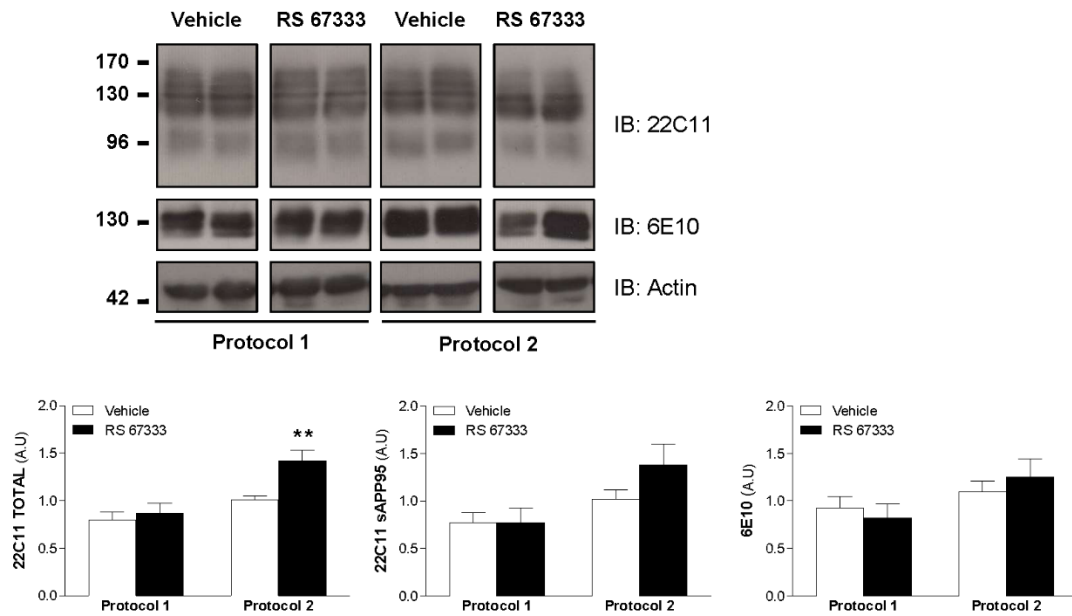 Vehicle RS 67333 Vehicle RS 67333
170
130
96
IB: 22C11
130
IB: 6E10
42
IB: Actin
Protocol 1 Protocol 2
22C11 TOTAL (A.U)
2.0
1.5
1.0
0.5
0.0
Vehicle
RS 67333
**
Protocol 1 Protocol 2
22C11 sAPP95 (A.U)
2.0
1.5
1.0
0.5
0.0
Vehicle
RS 67333
Protocol 1 Protocol 2
6E10 (A.U)
2.0
1.5
1.0
0.5
0.0
Vehicle
RS 67333
Protocol 1 Protocol 2